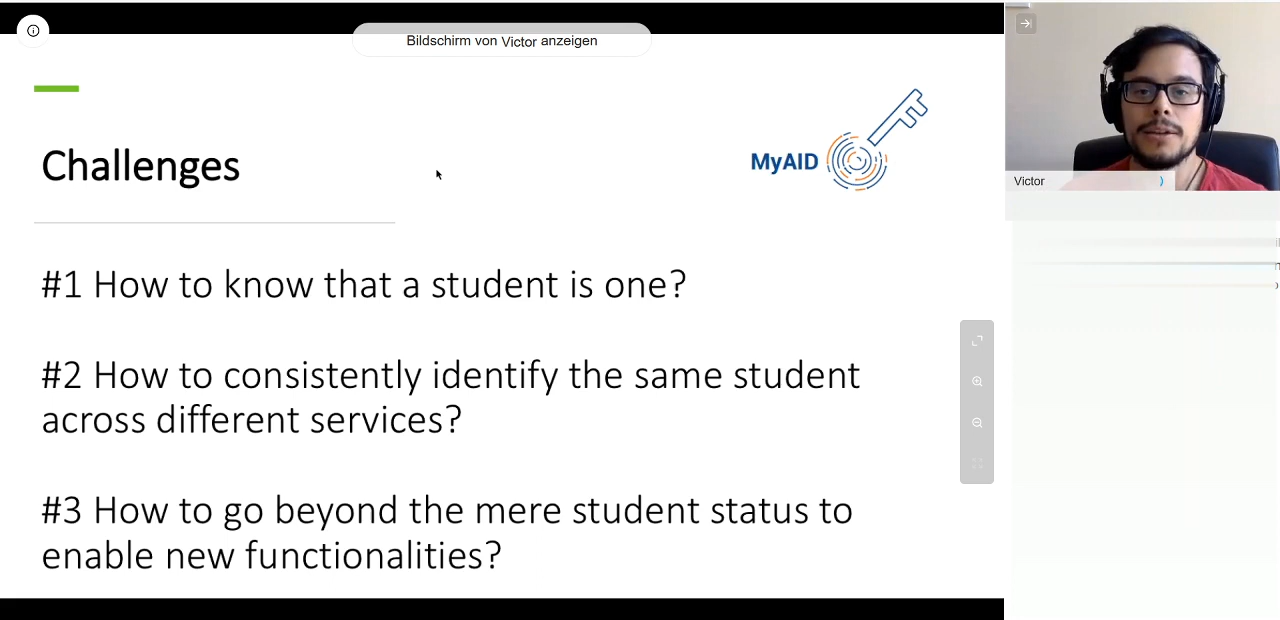 Bildschirm von Victor anzeigen
MyAID
Challenges
#1 How to know that a student is one?
#2 How to consistently identify the same student
across different services?
#3 How to go beyond the mere student status to
enable new functionalities?
Victor